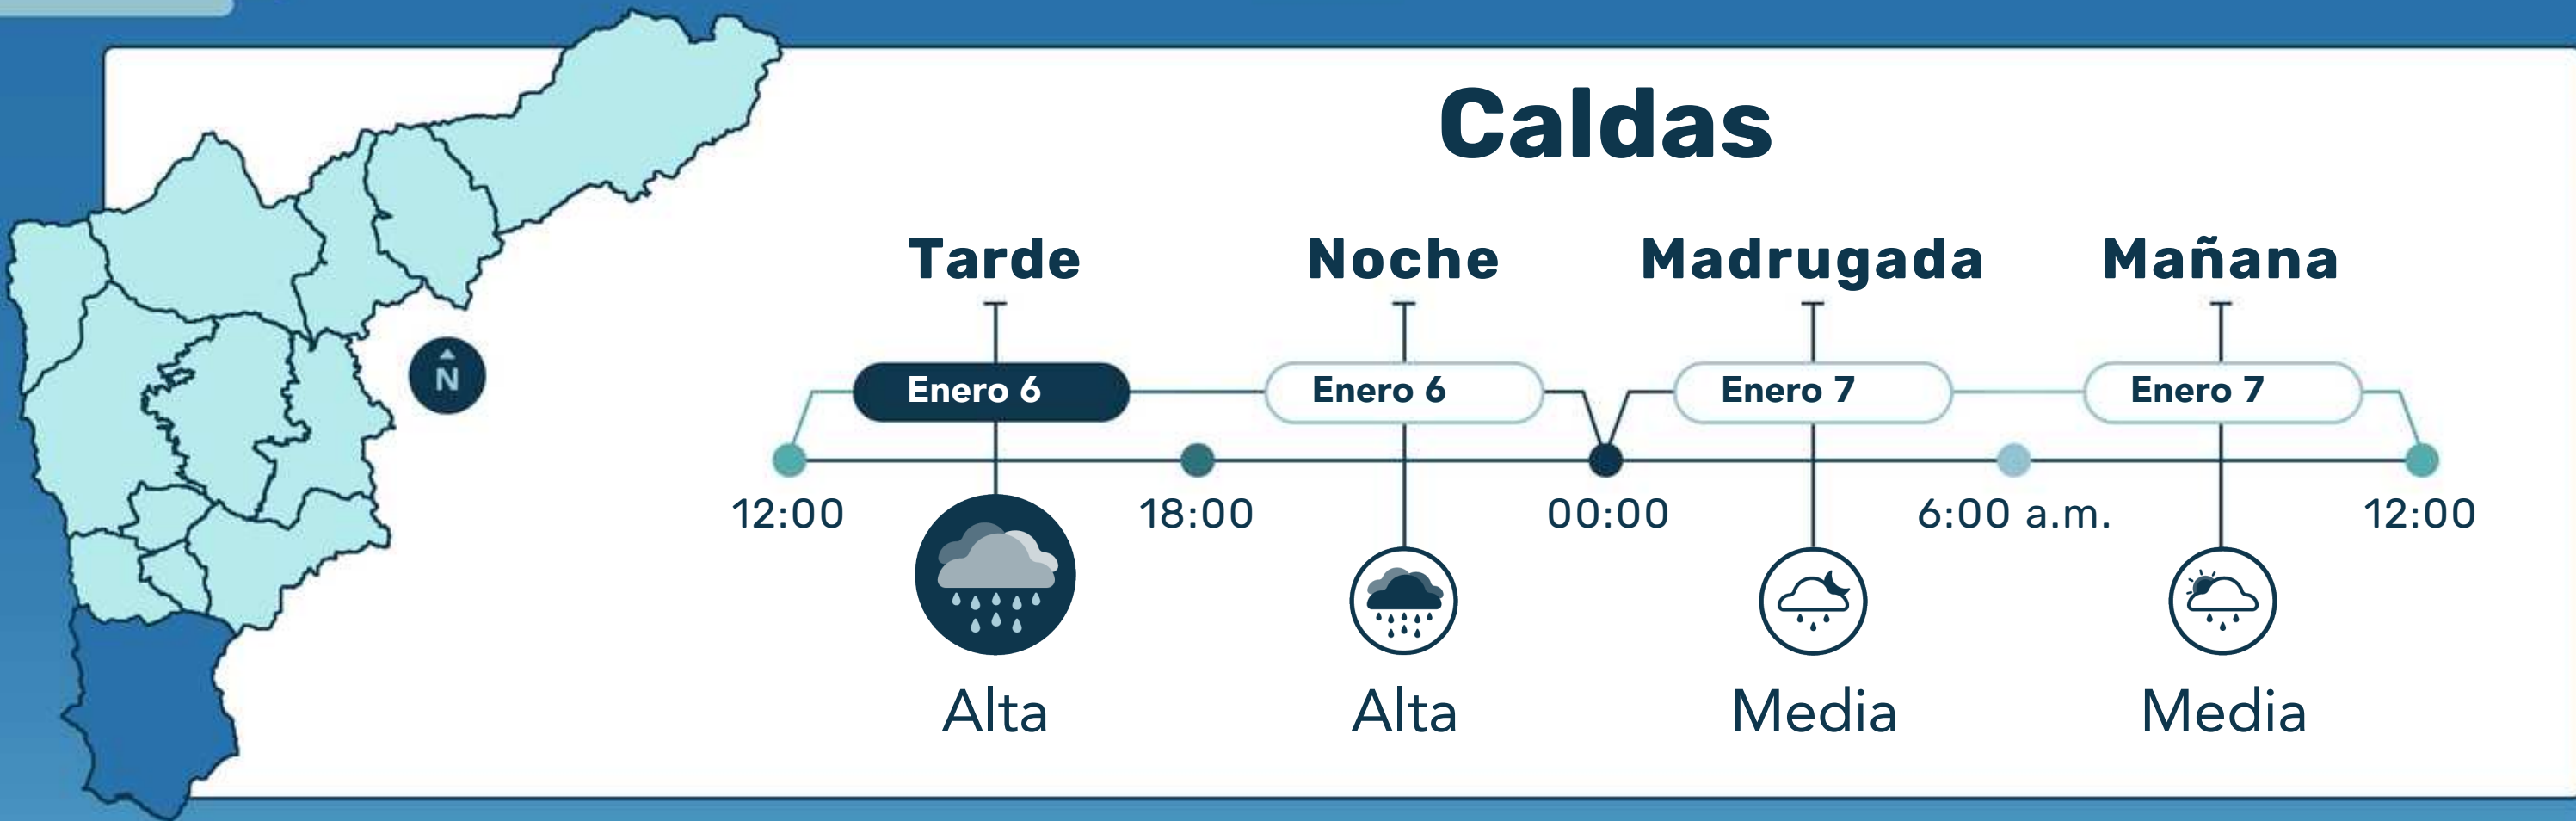 Caldas
Tarde
Noche
Madrugada
Mañana
Enero 6
Enero 6
Enero 7
Enero 7
N
12:00
18:00
00:00
6:00 a.m.
12:00
Alta
Alta
Media
Media